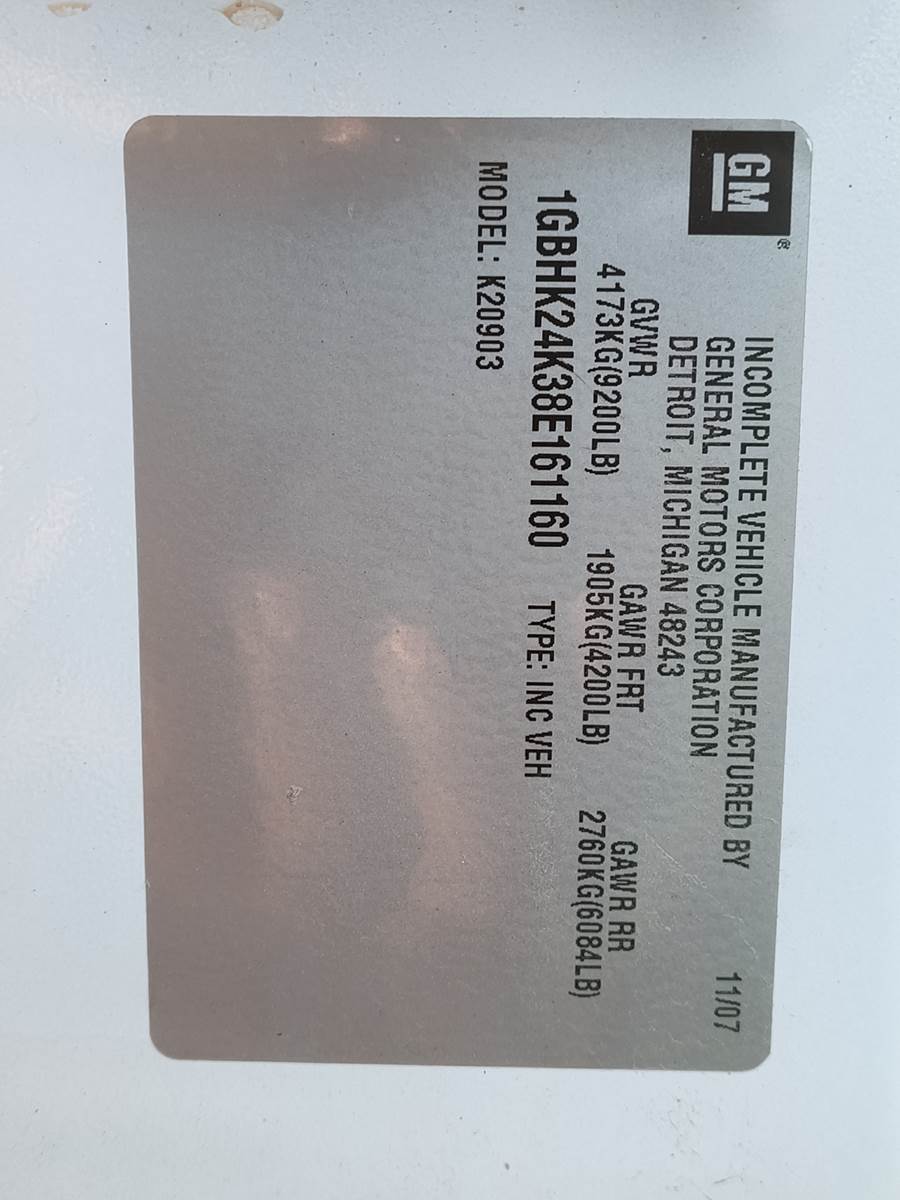 GM®
INCOMPLETE VEHICLE MANUFACTURED BY 11/07
GENERAL MOTORS CORPORATION
DETROIT, MICHIGAN 48243
GVWR GAWR FRT GAWR RR
4173KG(9200LB) 1905KG(4200LB) 2760KG(6084LB)
1GBHK24K38E161160 TYPE: INC VEH
MODEL: K20903